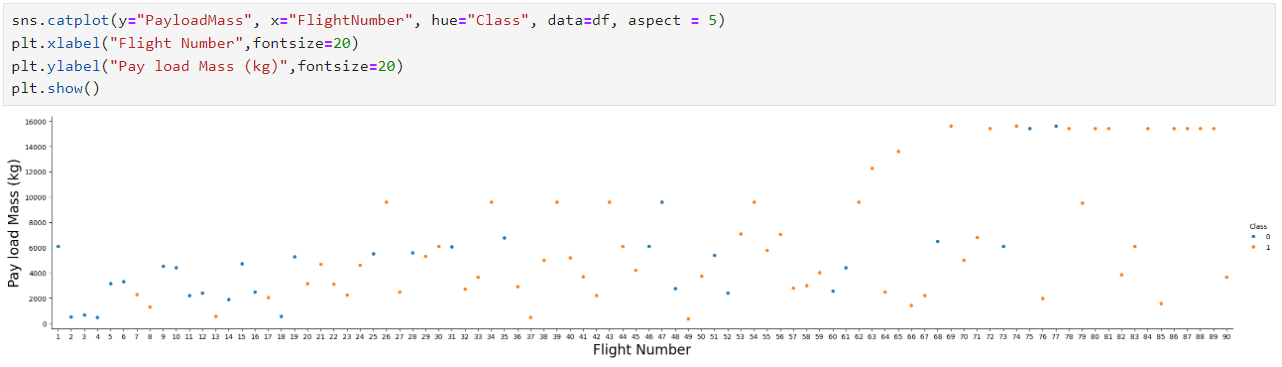 sns.catplot(y="PayloadMass", x="FlightNumber", hue="Class", data=df, aspect = 5)
plt.xlabel("Flight Number",fontsize=20)
plt.ylabel("Pay load Mass (kg)",fontsize=20)
plt.show()
16000
14000
12000
10000
8000
6000
4000
2000
0
Pay load Mass (kg)
Class
0
1
1 2 3 4 5 6 7 8 9 10 11 12 13 14 15 16 17 18 19 20 21 22 23 24 25 26 27 28 29 30 31 32 33 34 35 36 37 38 39 40 41 42 43 44 45 46 47 48 49 50 51 52 53 54 55 56 57 58 59 60 61 62 63 64 65 66 67 68 69 70 71 72 73 74 75 76 77 78 79 80 81 82 83 84 85 86 87 88 89 90
Flight Number